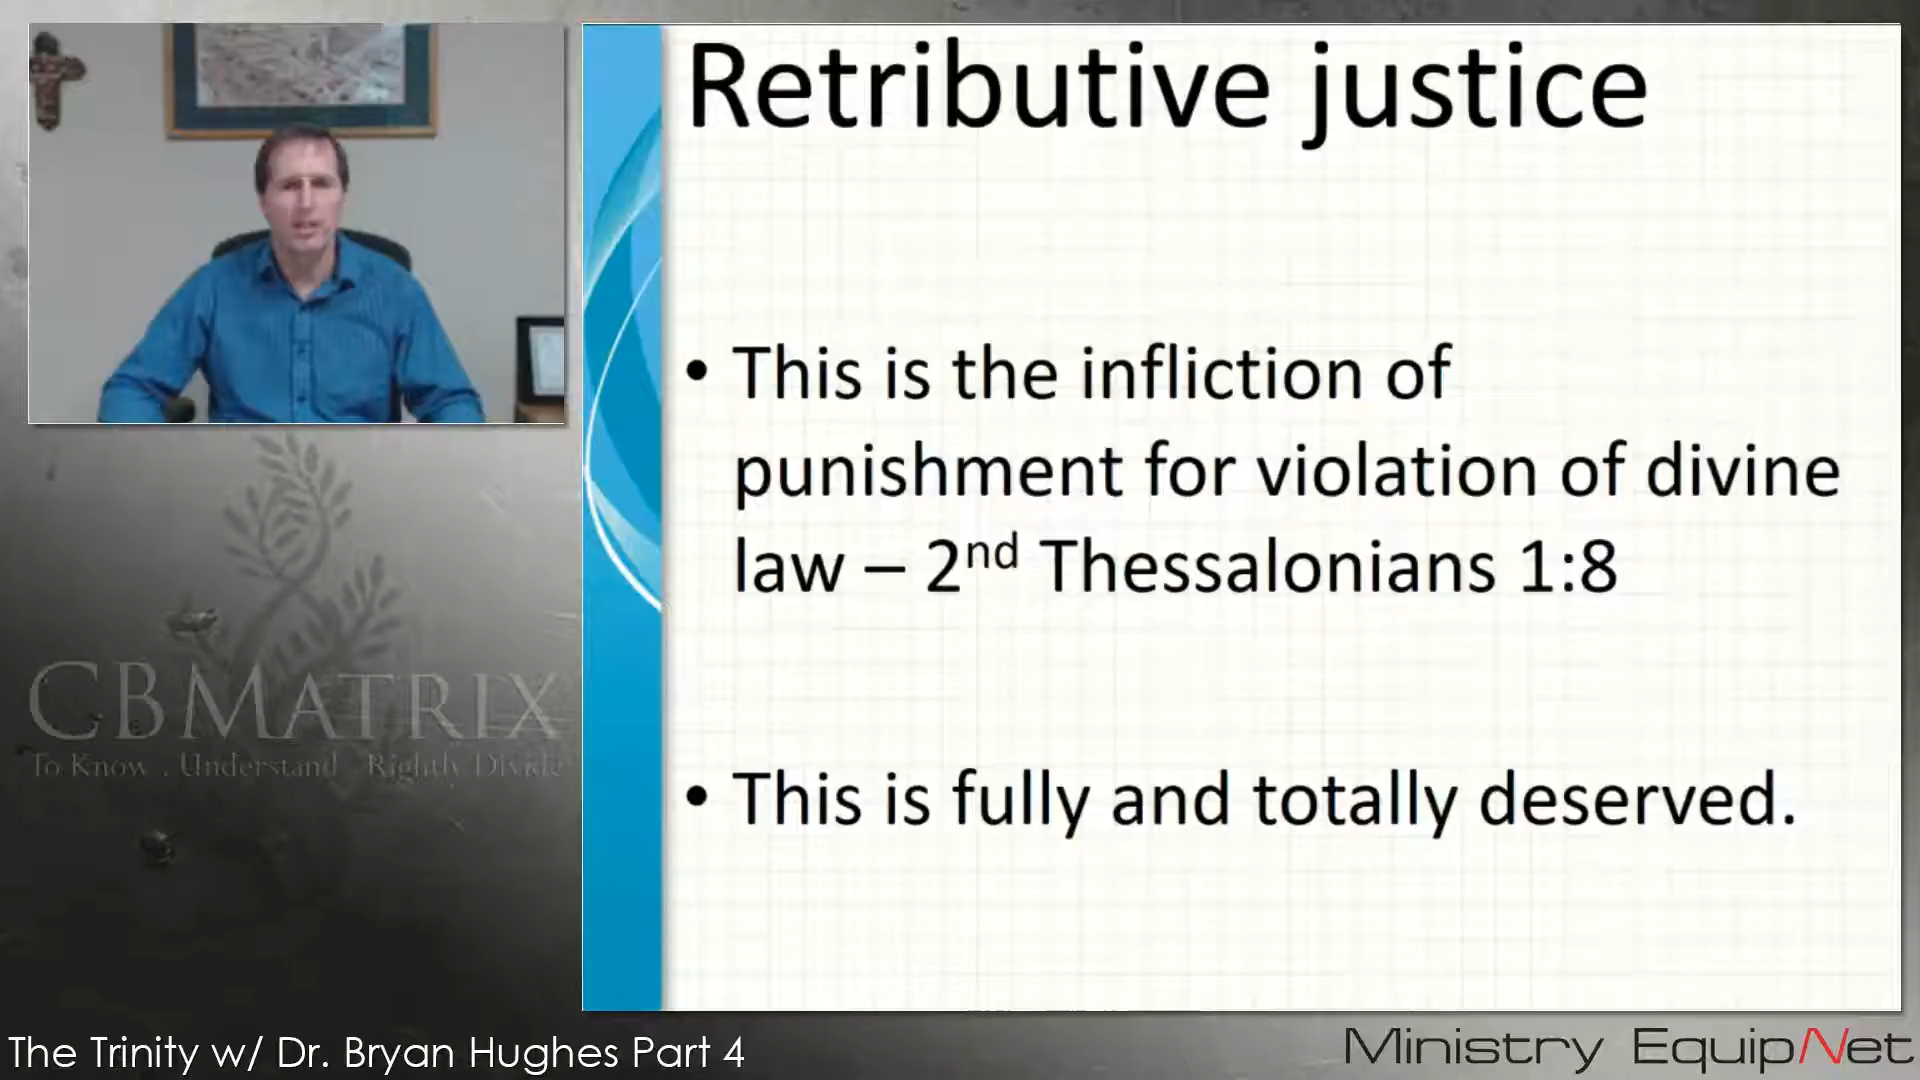 Retributive justice
• This is the infliction of
punishment for violation of divine
law – 2nd Thessalonians 1:8
• This is fully and totally deserved.
CBMATRIX
To Know . Understand . Rightly Divide
The Trinity w/ Dr. Bryan Hughes Part 4
Ministry EquipNet